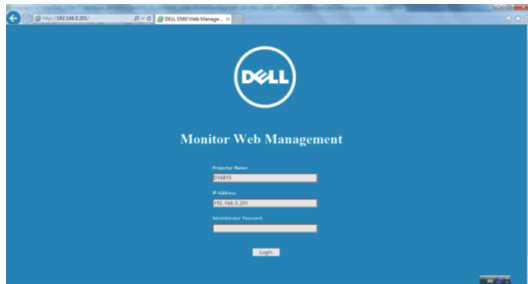 http://192.168.0.201/
DELL S560 Web Manage...
DELL
Monitor Web Management
Projector Name:
IP Address:
192.168.0.201
Administrator Password:
Login